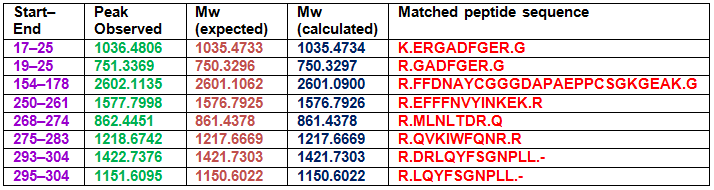 Start– Peak Mw Mw Matched peptide sequence
End Observed (expected) (calculated)
17–25 1036.4806 1035.4733 1035.4734 K.ERGADFGER.G
19–25 751.3369 750.3296 750.3297 R.GADFGER.G
154–178 2602.1135 2601.1062 2601.0900 R.FFDNAYCGGGDAPAEPPCSGKGEAK.G
250–261 1577.7998 1576.7925 1576.7926 R.EFFFNVYINKEK.R
268–274 862.4451 861.4378 861.4378 R.MLNLTDR.Q
275–283 1218.6742 1217.6669 1217.6669 R.QVKIWFQNR.R
293–304 1422.7376 1421.7303 1421.7303 R.DRLQYFSGNPLL.-
295–304 1151.6095 1150.6022 1150.6022 R.LQYFSGNPLL.-